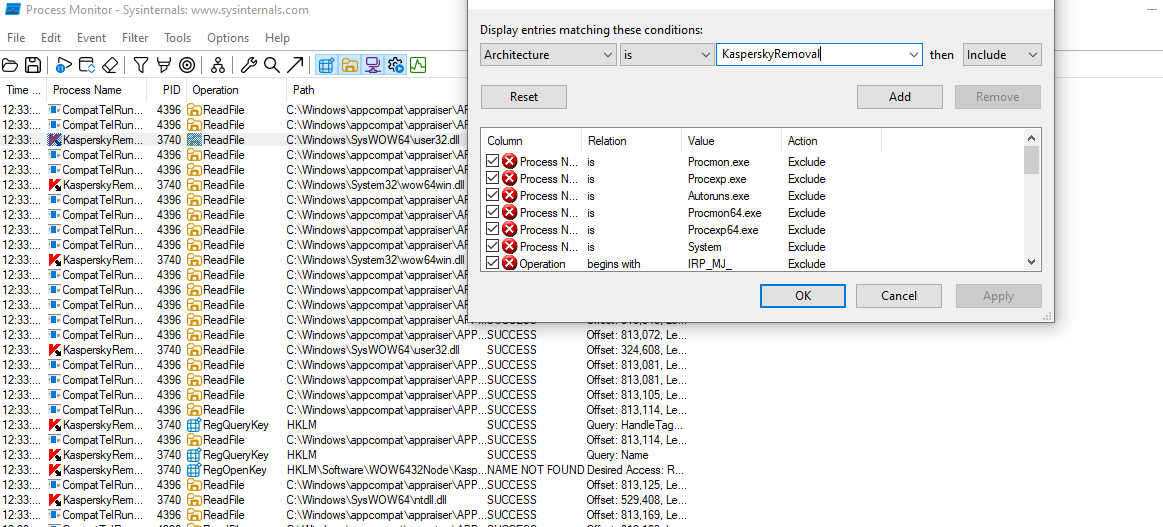 Process Monitor - Sysinternals: www.sysinternals.com
File Edit Event Filter Tools Options Help
Display entries matching these conditions:
Architecture is KasperskyRemoval then Include
Reset Add Remove
Column Relation Value Action
Process N... is Procmon.exe Exclude
Process N... is Procexp.exe Exclude
Process N... is Autoruns.exe Exclude
Process N... is Procmon64.exe Exclude
Process N... is Procexp64.exe Exclude
Process N... is System Exclude
Operation begins with IRP_MJ_ Exclude
OK Cancel Apply
Time ... Process Name PID Operation Path
12:33:... CompatTelRun... 4396 ReadFile C:\Windows\appcompat\appraiser\AP
12:33:... CompatTelRun... 4396 ReadFile C:\Windows\appcompat\appraiser\AP
12:33:... KasperskyRem... 3740 ReadFile C:\Windows\SysWOW64\user32.dll
12:33:... CompatTelRun... 4396 ReadFile C:\Windows\appcompat\appraiser\AP
12:33:... CompatTelRun... 4396 ReadFile C:\Windows\appcompat\appraiser\AP
12:33:... KasperskyRem... 3740 ReadFile C:\Windows\System32\wow64win.dll
12:33:... CompatTelRun... 4396 ReadFile C:\Windows\appcompat\appraiser\AP
12:33:... CompatTelRun... 4396 ReadFile C:\Windows\appcompat\appraiser\AP
12:33:... KasperskyRem... 3740 ReadFile C:\Windows\System32\wow64win.dll
12:33:... CompatTelRun... 4396 ReadFile C:\Windows\appcompat\appraiser\AP
12:33:... KasperskyRem... 3740 ReadFile C:\Windows\System32\wow64win.dll
12:33:... CompatTelRun... 4396 ReadFile C:\Windows\appcompat\appraiser\AP
12:33:... CompatTelRun... 4396 ReadFile C:\Windows\appcompat\appraiser\AP
12:33:... CompatTelRun... 4396 ReadFile C:\Windows\appcompat\appraiser\AP
12:33:... CompatTelRun... 4396 ReadFile C:\Windows\appcompat\appraiser\APP... SUCCESS
12:33:... CompatTelRun... 4396 ReadFile C:\Windows\appcompat\appraiser\APP... SUCCESS Offset: 813,072, Le...
12:33:... KasperskyRem... 3740 ReadFile C:\Windows\SysWOW64\user32.dll SUCCESS Offset: 324,608, Le...
12:33:... CompatTelRun... 4396 ReadFile C:\Windows\appcompat\appraiser\APP... SUCCESS Offset: 813,081, Le...
12:33:... CompatTelRun... 4396 ReadFile C:\Windows\appcompat\appraiser\APP... SUCCESS Offset: 813,081, Le...
12:33:... CompatTelRun... 4396 ReadFile C:\Windows\appcompat\appraiser\APP... SUCCESS Offset: 813,105, Le...
12:33:... CompatTelRun... 4396 ReadFile C:\Windows\appcompat\appraiser\APP... SUCCESS Offset: 813,114, Le...
12:33:... KasperskyRem... 3740 RegQueryKey HKLM SUCCESS Query: HandleTag...
12:33:... CompatTelRun... 4396 ReadFile C:\Windows\appcompat\appraiser\APP... SUCCESS Offset: 813,114, Le...
12:33:... KasperskyRem... 3740 RegQueryKey HKLM SUCCESS Query: Name
12:33:... KasperskyRem... 3740 RegOpenKey HKLM\Software\WOW6432Node\Kasp... NAME NOT FOUND Desired Access: R...
12:33:... CompatTelRun... 4396 ReadFile C:\Windows\appcompat\appraiser\APP... SUCCESS Offset: 813,125, Le...
12:33:... KasperskyRem... 3740 ReadFile C:\Windows\SysWOW64\ntdll.dll SUCCESS Offset: 529,408, Le...
12:33:... CompatTelRun... 4396 ReadFile C:\Windows\appcompat\appraiser\APP... SUCCESS Offset: 813,169, Le...